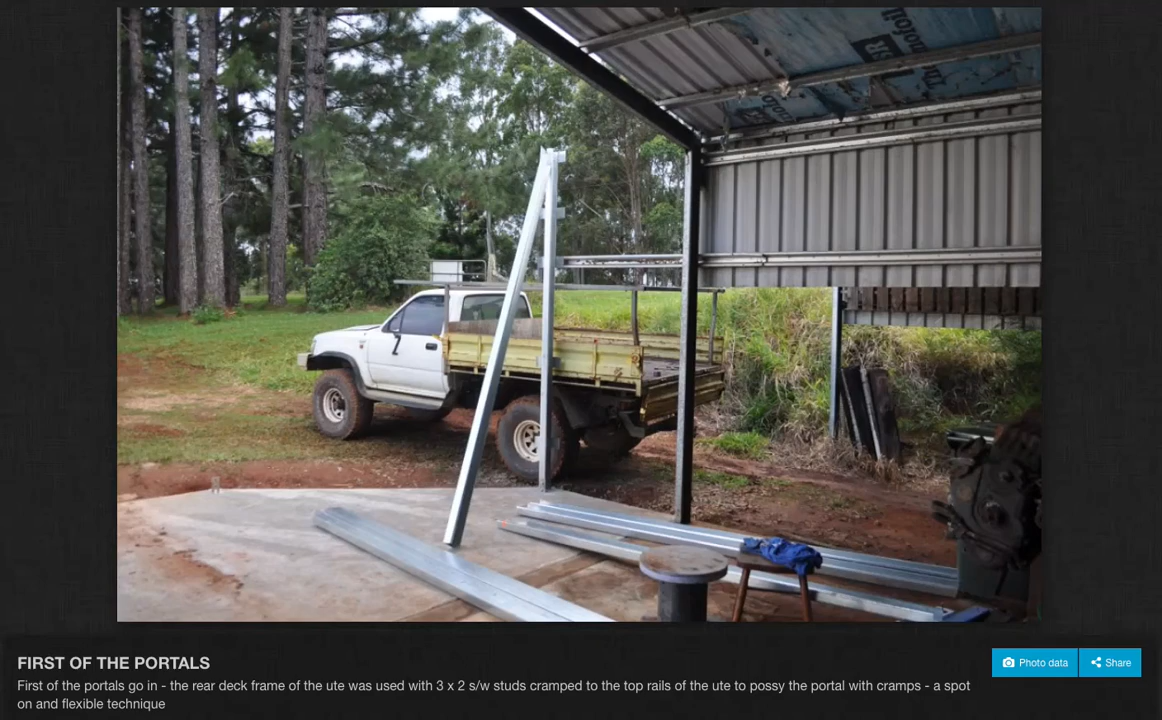 FIRST OF THE PORTALS
Photo data
Share
First of the portals go in - the rear deck frame of the ute was used with 3 x 2 s/w studs cramped to the top rails of the ute to possy the portal with cramps - a spot
on and flexible technique